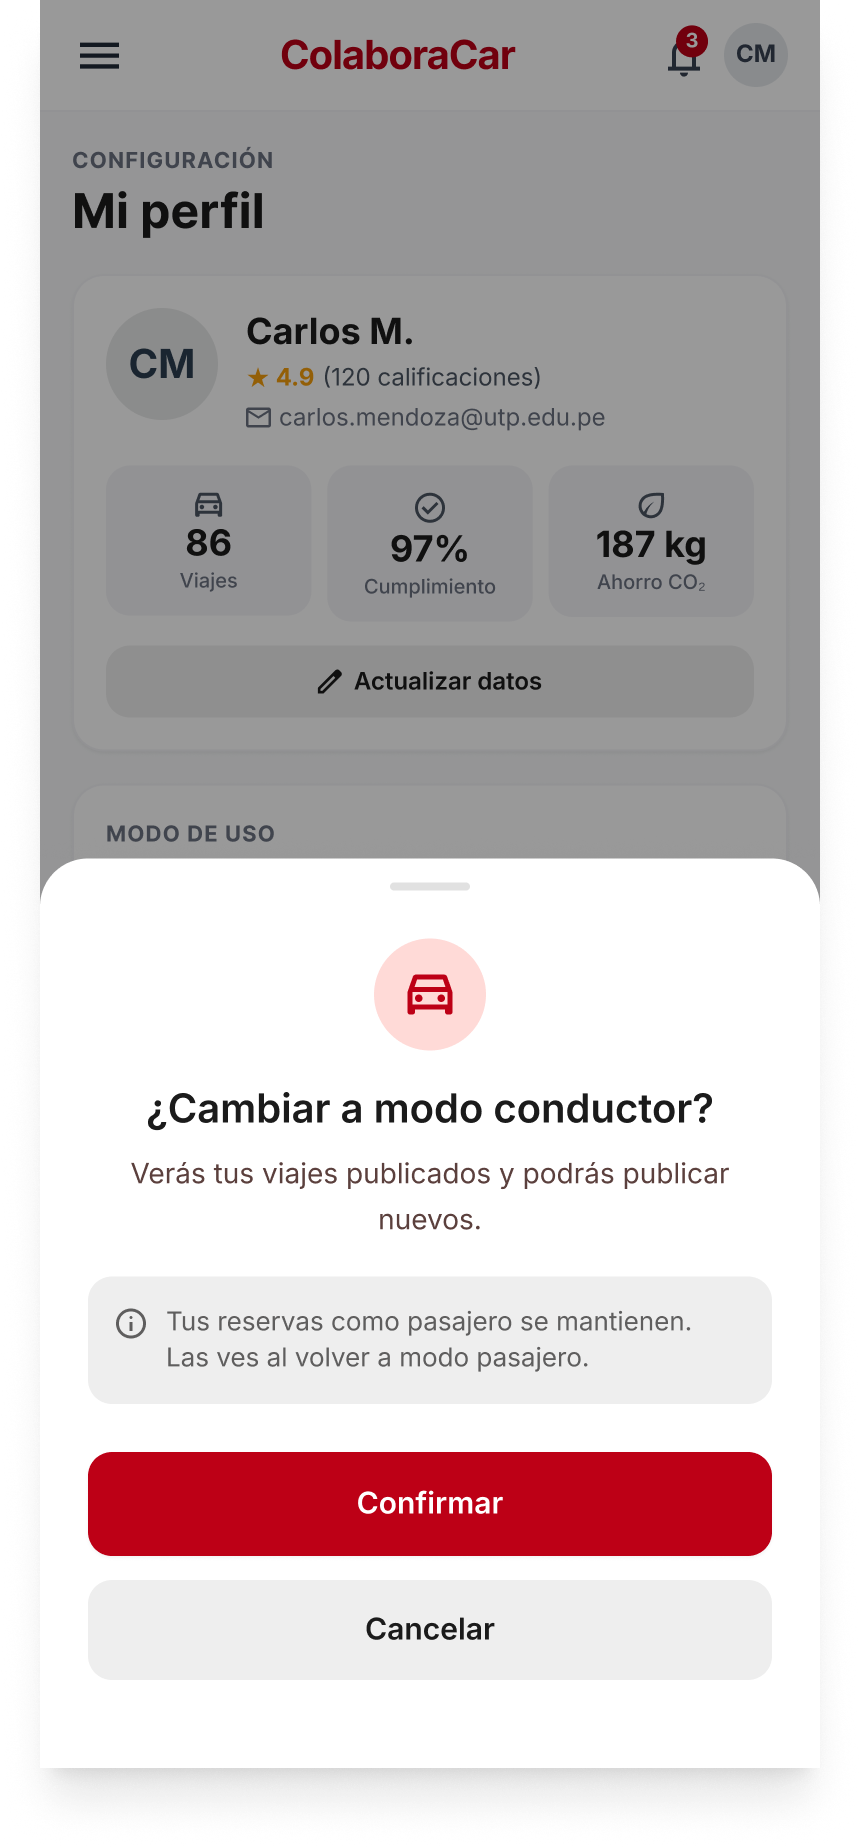 ColaboraCar
3
CM
CONFIGURACIÓN
Mi perfil
CM
Carlos M.
★ 4.9 (120 calificaciones)
carlos.mendoza@utp.edu.pe
86
Viajes
97%
Cumplimiento
187 kg
Ahorro CO₂
Actualizar datos
MODO DE USO
¿Cambiar a modo conductor?
Verás tus viajes publicados y podrás publicar
nuevos.
Tus reservas como pasajero se mantienen.
Las ves al volver a modo pasajero.
Confirmar
Cancelar